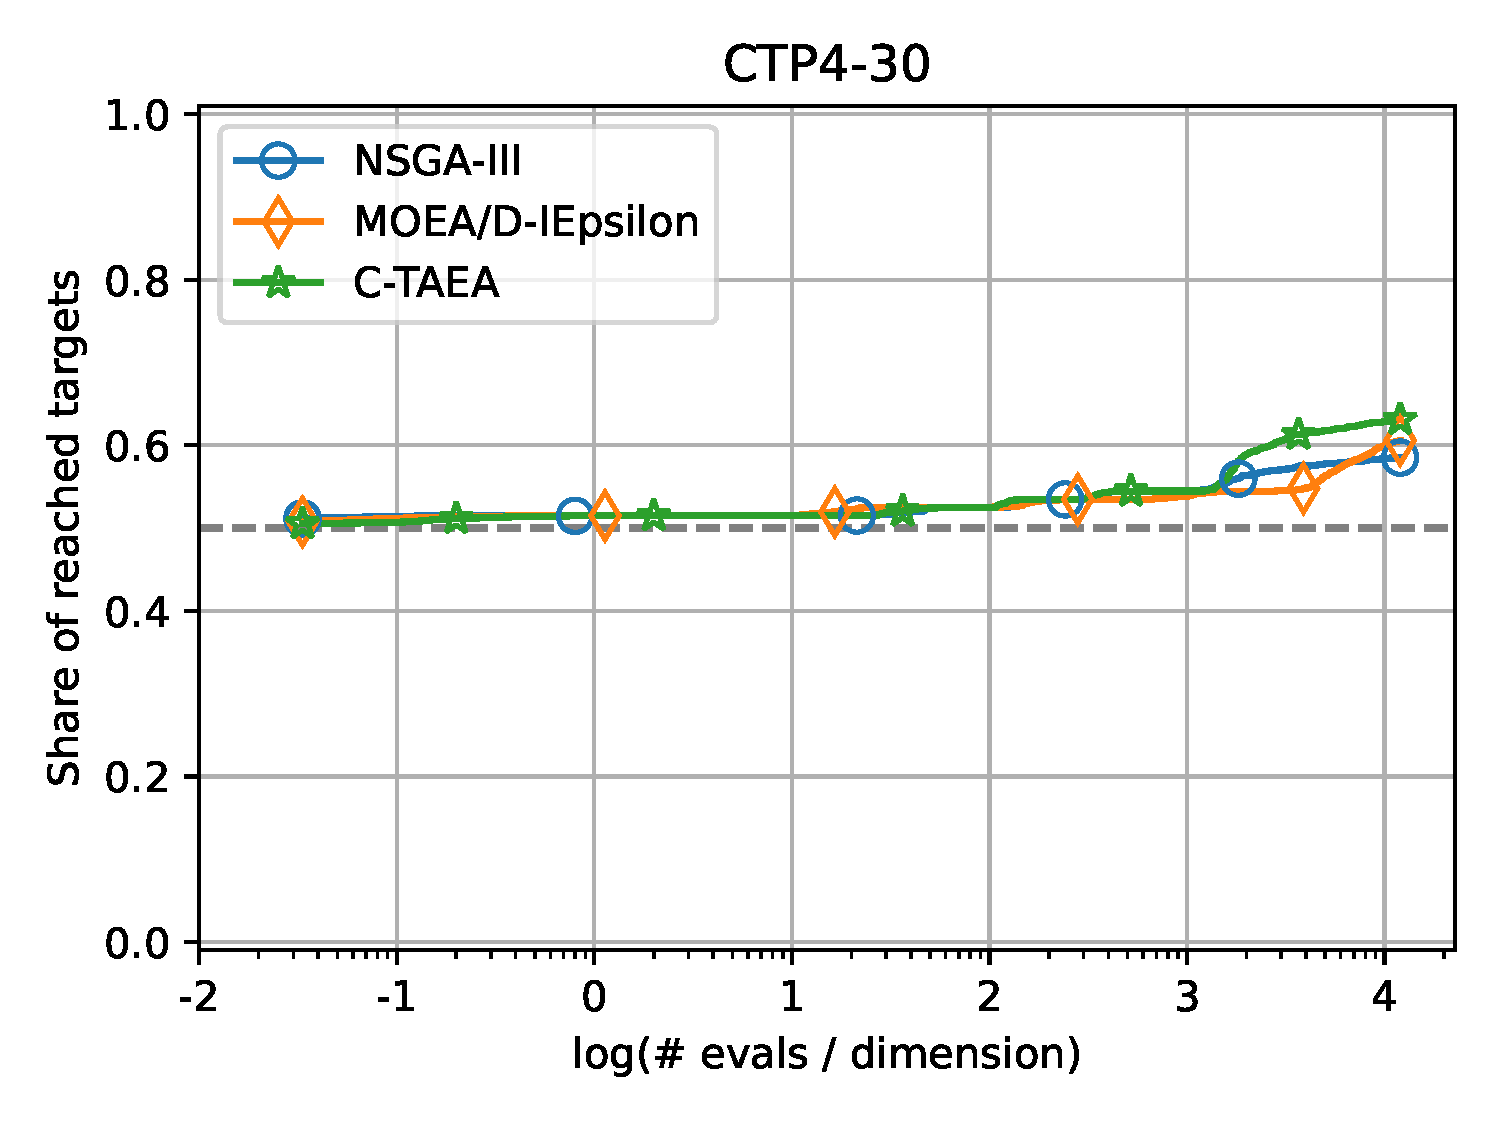 CTP4-30
1.0
0.8
0.6
0.4
0.2
0.0
Share of reached targets
NSGA-III
MOEA/D-IEpsilon
C-TAEA
-2 -1 0 1 2 3 4
log(# evals / dimension)